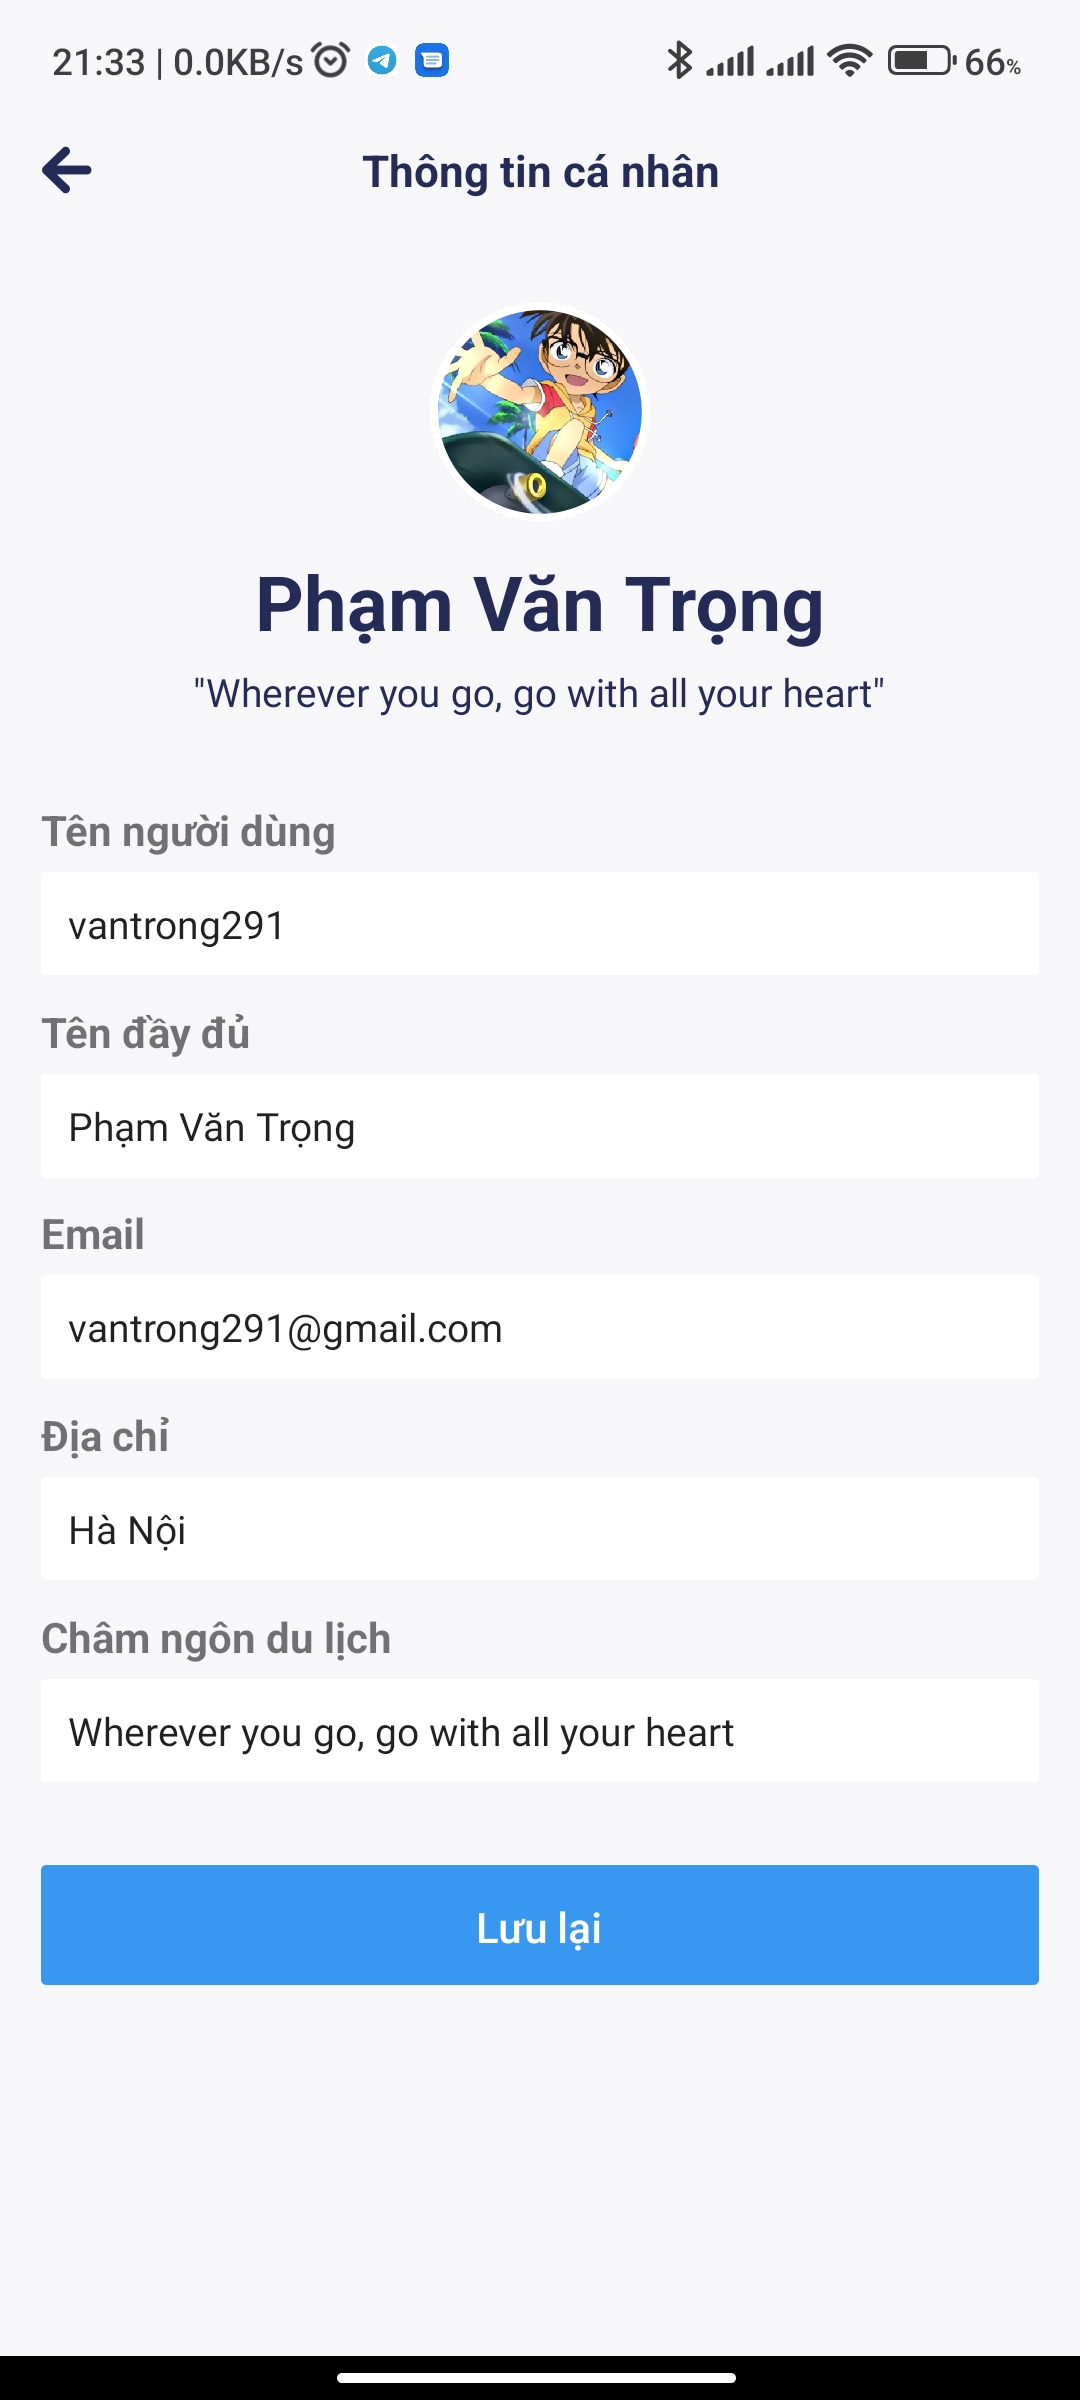 21:33 | 0.0KB/s 66%
Thông tin cá nhân
Phạm Văn Trọng
"Wherever you go, go with all your heart"
Tên người dùng
vantrong291
Tên đầy đủ
Phạm Văn Trọng
Email
vantrong291@gmail.com
Địa chỉ
Hà Nội
Châm ngôn du lịch
Wherever you go, go with all your heart
Lưu lại